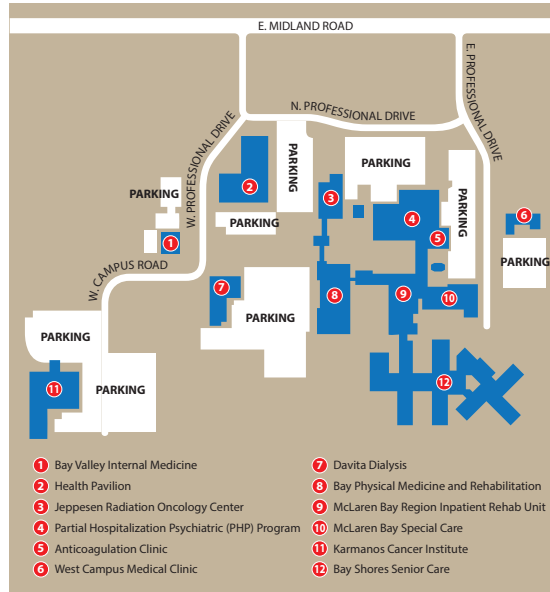 E. MIDLAND ROAD
E. PROFESSIONAL DRIVE
N. PROFESSIONAL DRIVE
W. PROFESSIONAL DRIVE
PARKING
PARKING
PARKING
PARKING
2
3
PARKING
4
6
1
5
PARKING
W. CAMPUS ROAD
7
8
9
10
PARKING
PARKING
11
PARKING
12
1 Bay Valley Internal Medicine
2 Health Pavilion
3 Jeppesen Radiation Oncology Center
4 Partial Hospitalization Psychiatric (PHP) Program
5 Anticoagulation Clinic
6 West Campus Medical Clinic
7 Davita Dialysis
8 Bay Physical Medicine and Rehabilitation
9 McLaren Bay Region Inpatient Rehab Unit
10 McLaren Bay Special Care
11 Karmanos Cancer Institute
12 Bay Shores Senior Care